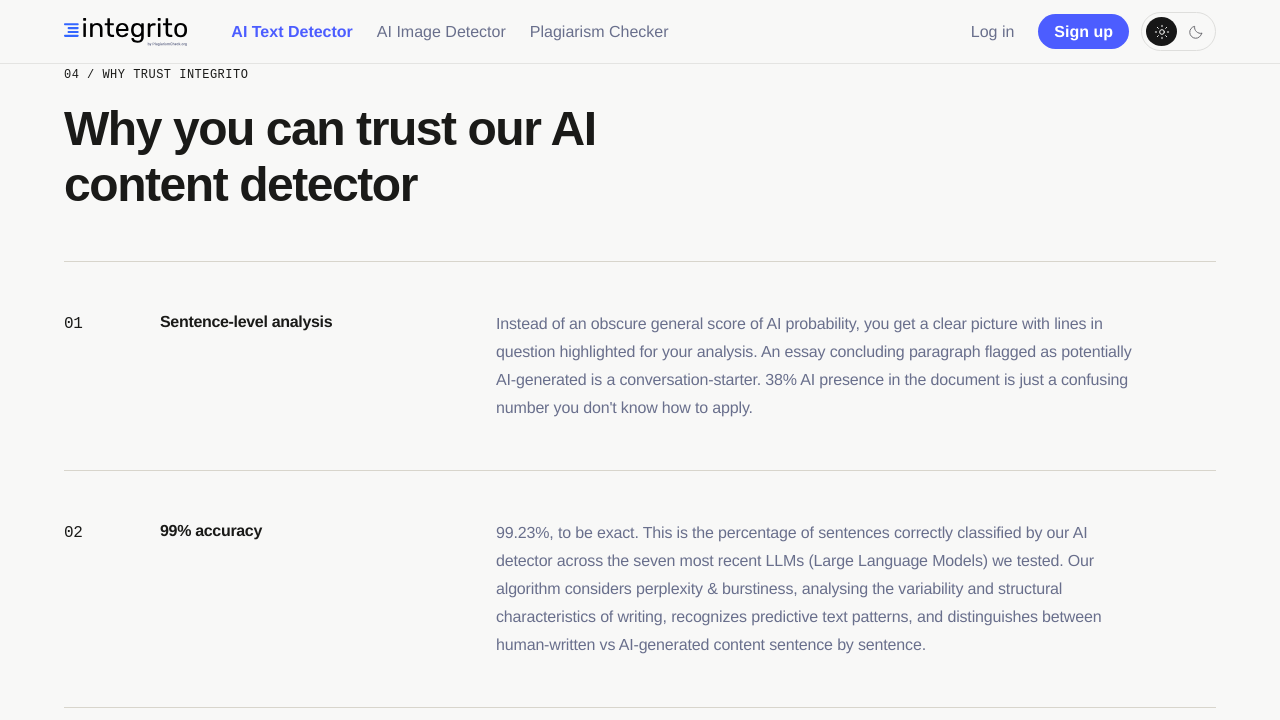 integrito
by PlagiarismCheck.org
AI Text Detector
AI Image Detector
Plagiarism Checker
Log in
Sign up
04 / WHY TRUST INTEGRITO
Why you can trust our AI
content detector
01
Sentence-level analysis
Instead of an obscure general score of AI probability, you get a clear picture with lines in
question highlighted for your analysis. An essay concluding paragraph flagged as potentially
AI-generated is a conversation-starter. 38% AI presence in the document is just a confusing
number you don't know how to apply.
02
99% accuracy
99.23%, to be exact. This is the percentage of sentences correctly classified by our AI
detector across the seven most recent LLMs (Large Language Models) we tested. Our
algorithm considers perplexity & burstiness, analysing the variability and structural
characteristics of writing, recognizes predictive text patterns, and distinguishes between
human-written vs AI-generated content sentence by sentence.